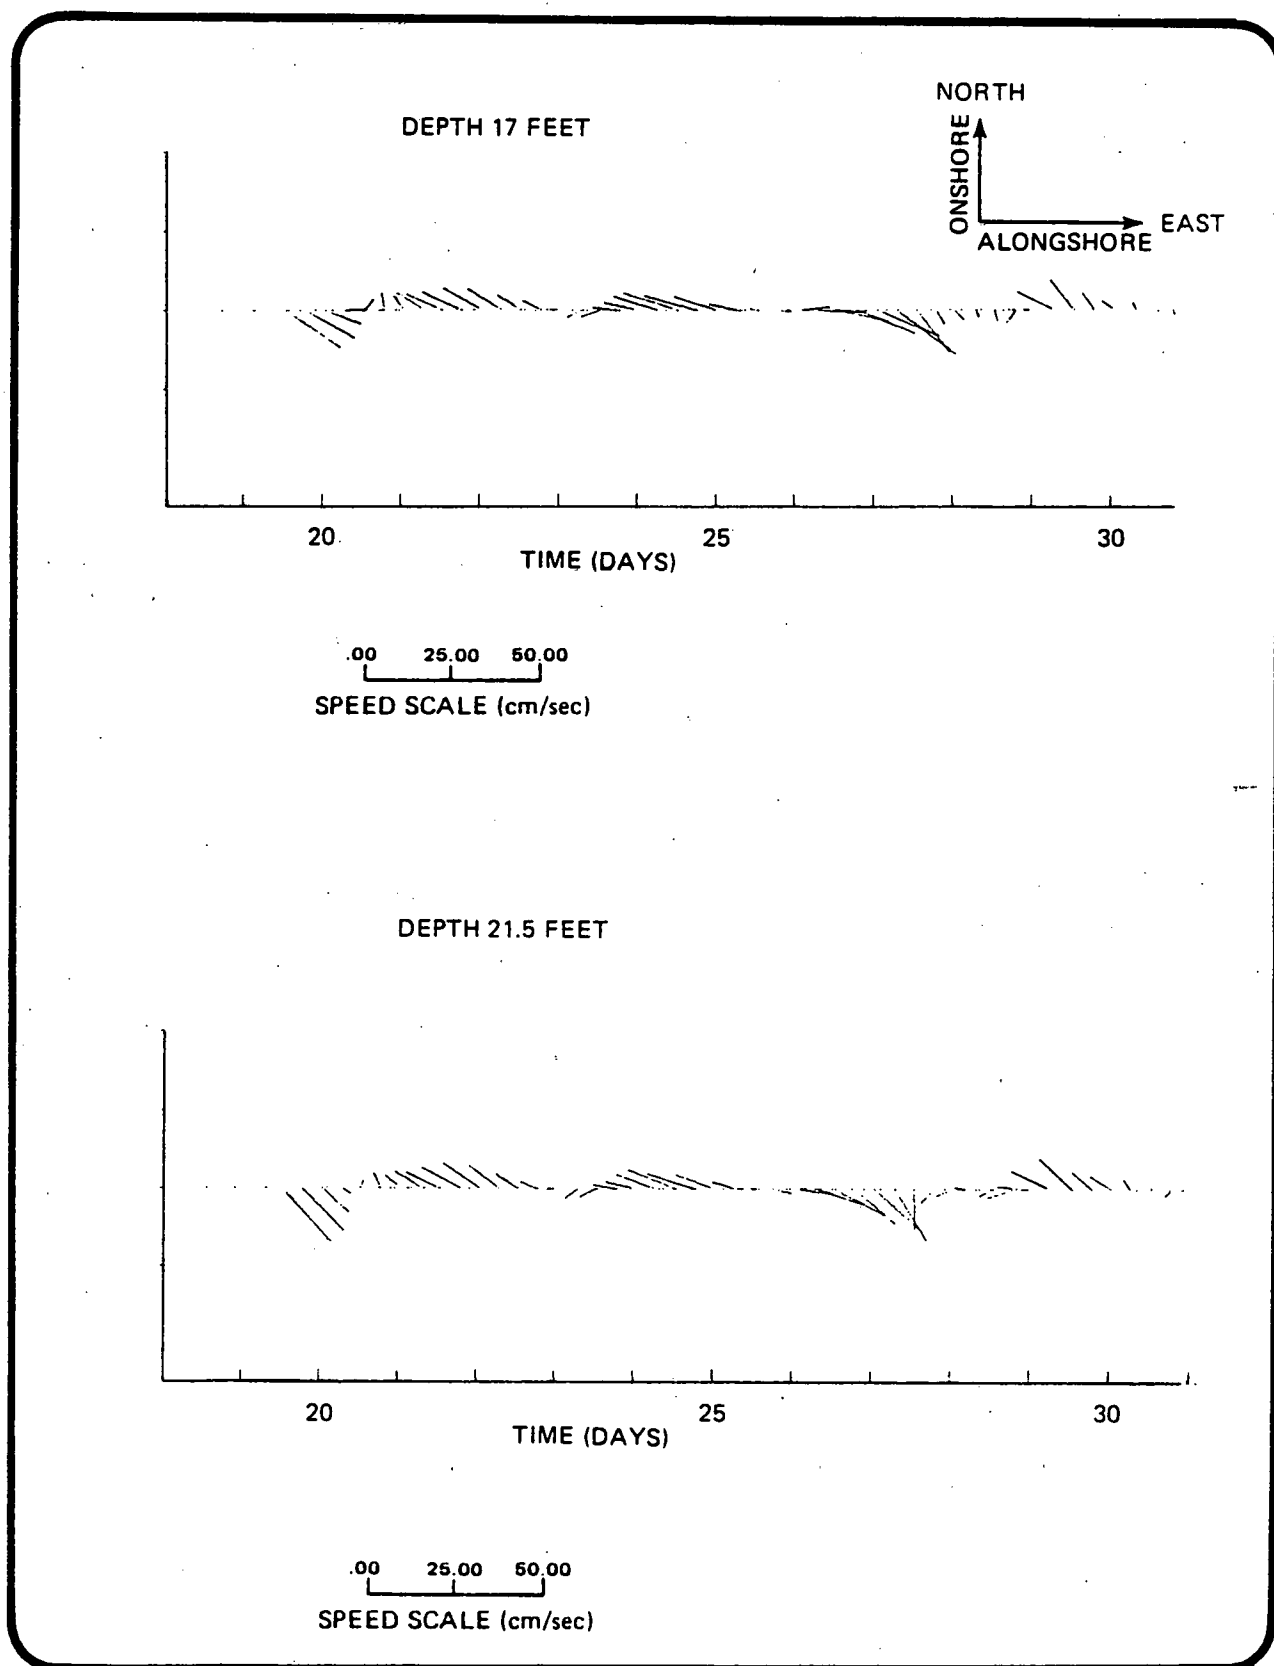 NORTH
DEPTH 17 FEET
ONSHORE
EAST
ALONGSHORE
20
25
30
TIME (DAYS)
.00 25.00 50.00
SPEED SCALE (cm/sec)
DEPTH 21.5 FEET
20
25
30
TIME (DAYS)
.00 25.00 50.00
SPEED SCALE (cm/sec)